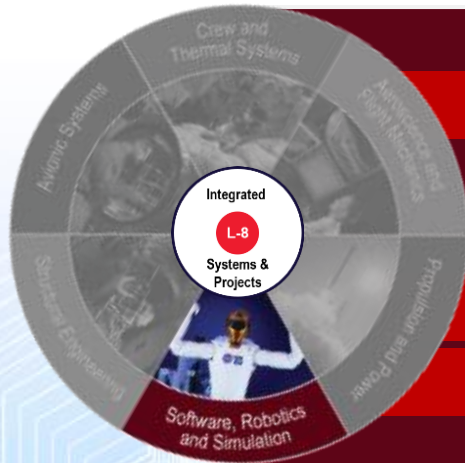 Crew and
Thermal Systems
Aeroscience and
Flight Mechanics
Avionic Systems
Integrated
L-8
Systems &
Projects
Structural Engineering
Propulsion and Power
Software, Robotics
and Simulation